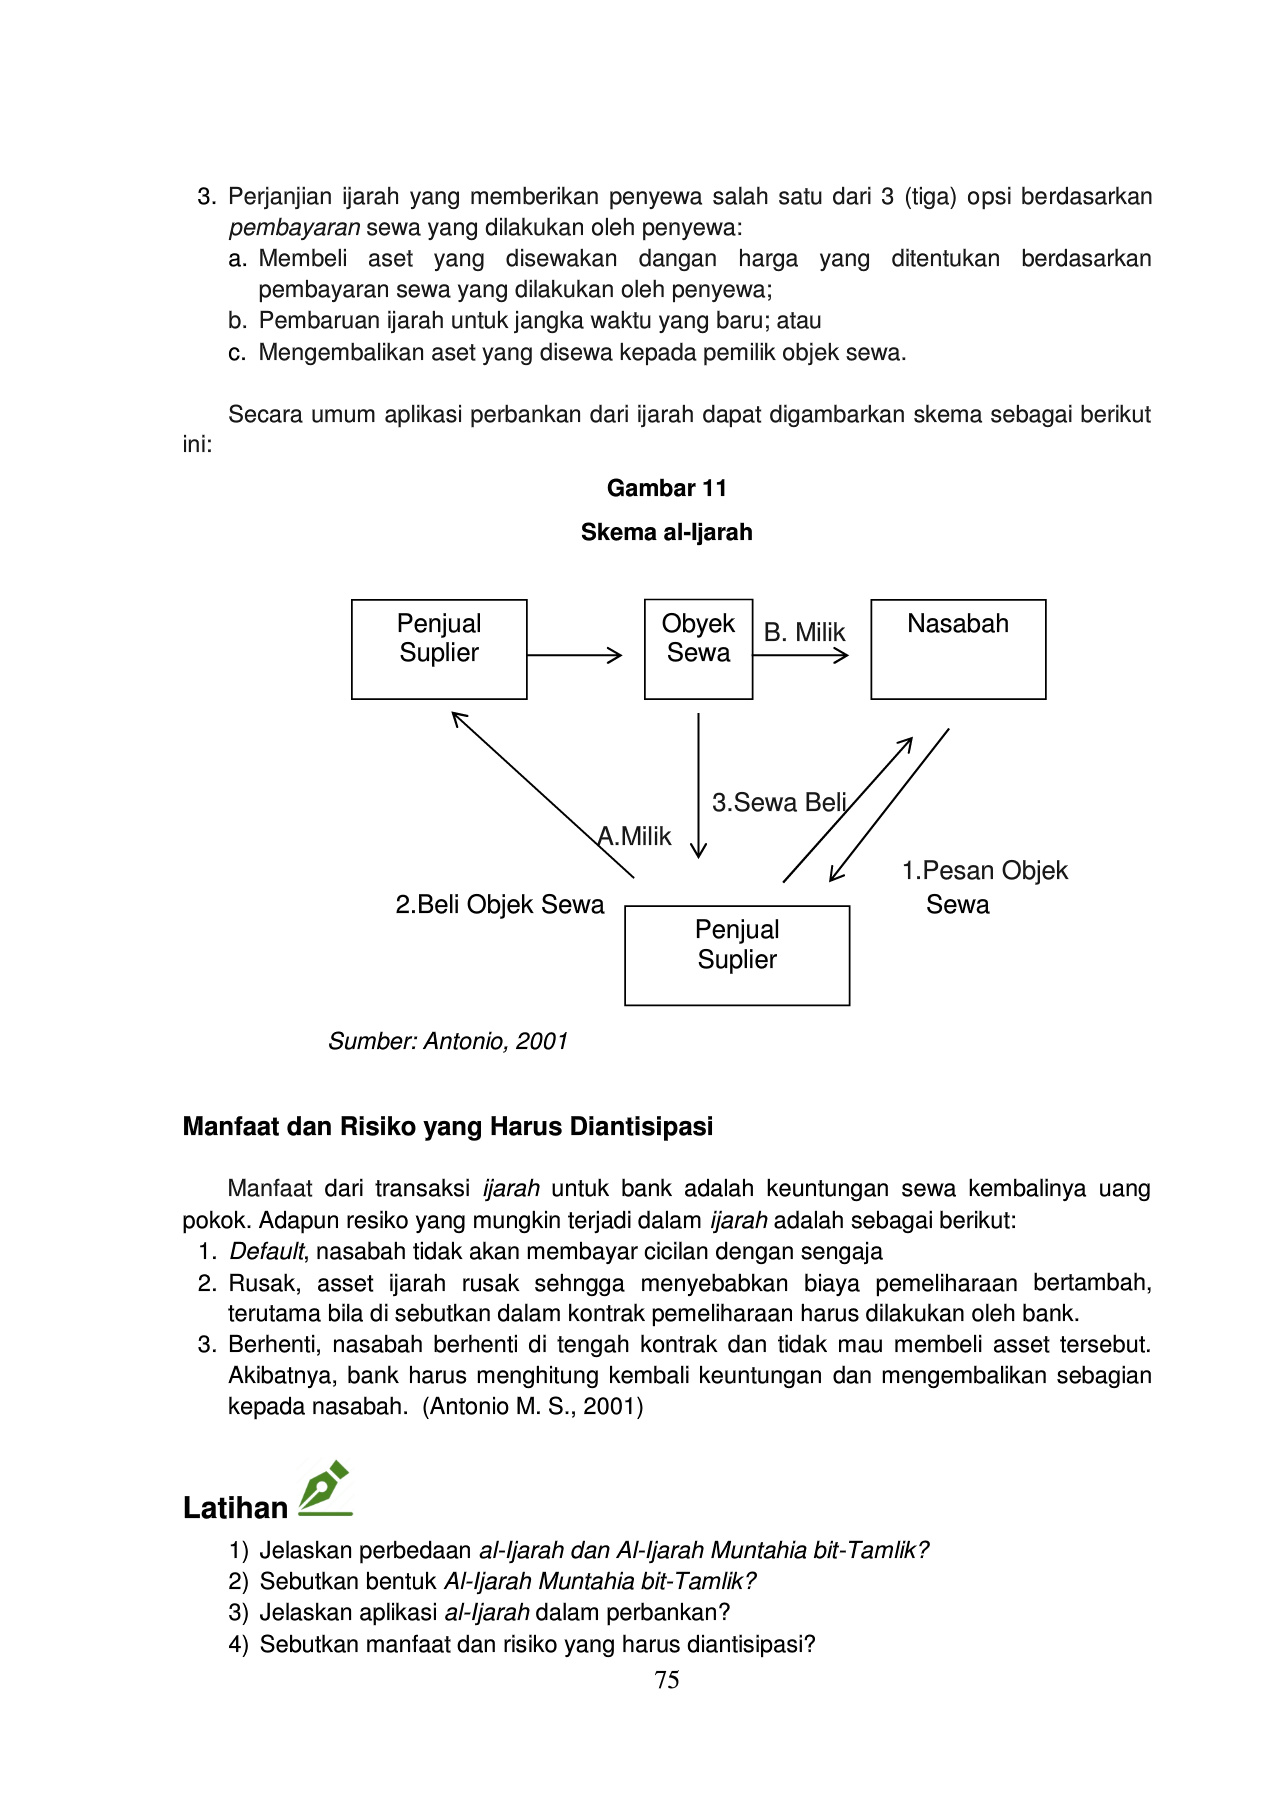 3. Perjanjian ijarah yang memberikan penyewa salah satu dari 3 (tiga) opsi berdasarkan
pembayaran sewa yang dilakukan oleh penyewa:
a. Membeli aset yang disewakan dangan harga yang ditentukan berdasarkan
pembayaran sewa yang dilakukan oleh penyewa;
b. Pembaruan ijarah untuk jangka waktu yang baru; atau
c. Mengembalikan aset yang disewa kepada pemilik objek sewa.
Secara umum aplikasi perbankan dari ijarah dapat digambarkan skema sebagai berikut
ini:
Gambar 11
Skema al-Ijarah
Penjual
Suplier
Obyek
Sewa
B. Milik
Nasabah
3.Sewa Beli
A.Milik
1.Pesan Objek
Sewa
2.Beli Objek Sewa
Penjual
Suplier
Sumber: Antonio, 2001
Manfaat dan Risiko yang Harus Diantisipasi
Manfaat dari transaksi ijarah untuk bank adalah keuntungan sewa kembalinya uang
pokok. Adapun resiko yang mungkin terjadi dalam ijarah adalah sebagai berikut:
1. Default, nasabah tidak akan membayar cicilan dengan sengaja
2. Rusak, asset ijarah rusak sehngga menyebabkan biaya pemeliharaan bertambah,
terutama bila di sebutkan dalam kontrak pemeliharaan harus dilakukan oleh bank.
3. Berhenti, nasabah berhenti di tengah kontrak dan tidak mau membeli asset tersebut.
Akibatnya, bank harus menghitung kembali keuntungan dan mengembalikan sebagian
kepada nasabah. (Antonio M. S., 2001)
Latihan
1) Jelaskan perbedaan al-Ijarah dan Al-Ijarah Muntahia bit-Tamlik?
2) Sebutkan bentuk Al-Ijarah Muntahia bit-Tamlik?
3) Jelaskan aplikasi al-Ijarah dalam perbankan?
4) Sebutkan manfaat dan risiko yang harus diantisipasi?
75